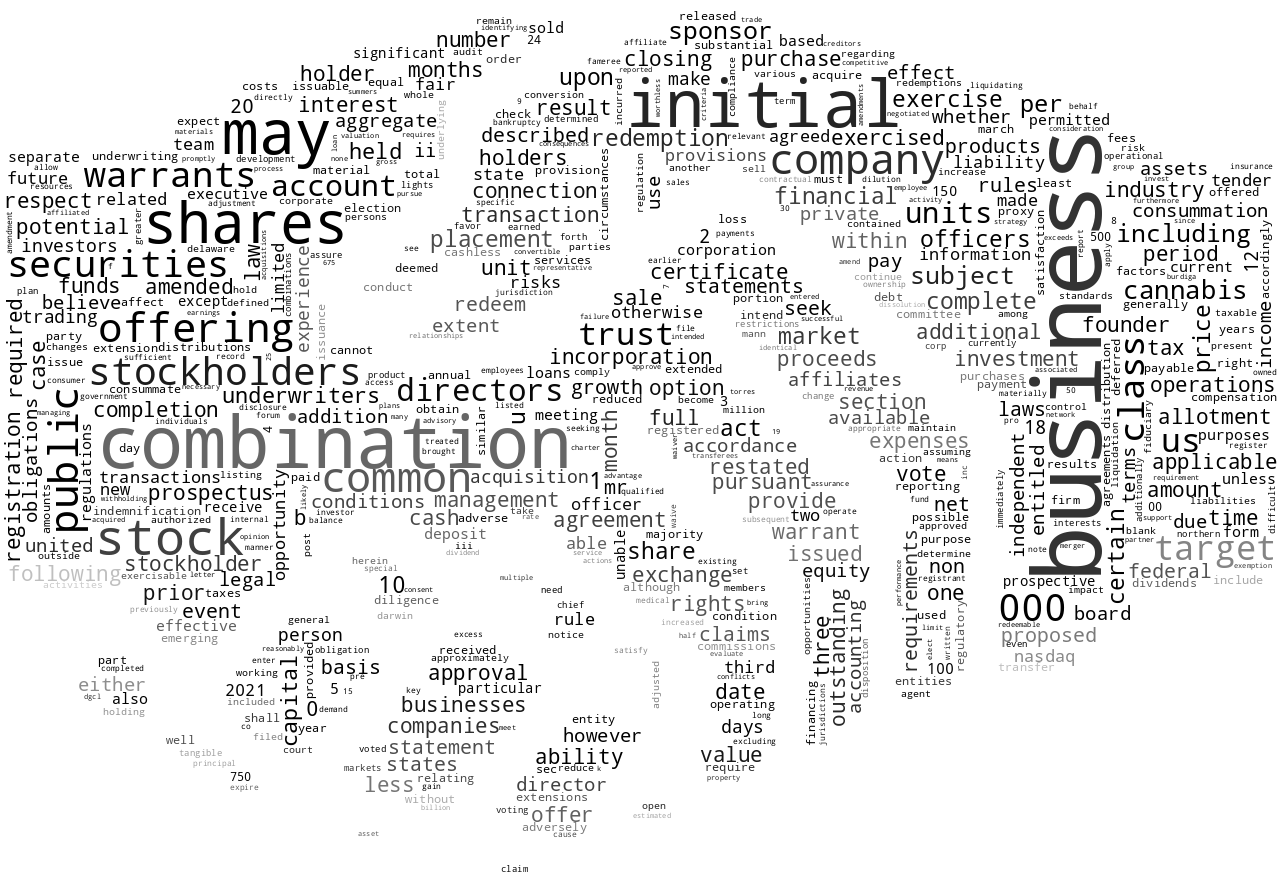 released trade
remain identifying sold
sponsor
number 24
affiliate substantial based creditors
significant audit order
fameree closing purchase regarding competitive
holder months
upon reported make various acquire effect
costs issuable equal fair
summers whole conversion
redemptions liquidating
directly
20 interest
9 result incurred worthless initial criteria compliance term amendments exercise per behalf
expect materials team may aggregate underlying
check bankruptcy determined
negotiated whether permitted
valuation loan requires
described consequences redemption relevant agreed exercised march consideration
separate allow underwriting promptly development none held ii
products fees
future resources warrants process gross material
holders circumstances regulation provisions company liability risk
executive account total lights pursue
state provision use another sell increase group operational assets insurance
respect related adjustment corporate
connection sales contractual must dilution employee rules least industry invest tender
affiliated potential greater shares election persons
specific transaction financial 150 made furthermore offered
amendment investors delaware
favor earned 30 private activity units proxy strategy consummation
securities law acquisitions limited see
placement forth loss payments contained officers satisfaction 8 since
f combinations experience assure 675
cashless convertible parties 2 within information exceeds report 500 including
plan funds amended hold deemed
unit services representative corporation amend pay apply period 12
believe affect except defined conduct
risks earlier certificate continue ownership subject factors current accordingly
trading earnings issuance
jurisdiction 7 statements debt dissolution complete burdiga cannabis
offering redeem sale portion entered seek committee among standards generally
party changes extension distributions cannot
extent failure otherwise intend successful market additional founder taxable
registration required case issue sufficient record 25 relationships
trust file intended restrictions mann corp currently price years income
stockholders product access annual
incorporation identical proceeds investment associated tax present
consumer government consummate necessary
employees loans comply approve extended affiliates purchases materially payable right owned
obligations public managing underwriters
directors growth reduced option torres change revenue payment 50 operations
completion disclosure forum plans obtain listed u
become 3 million section laws network control deferred compensation
individuals 4 addition many advisory similar meeting seeking
full act 19 available pro 18 class fiduciary allotment
regulations day combination treated brought charter
month registered waiver appropriate maintain business us purposes register
transactions listing
accordance expenses results agreements distribution liquidation
amounts new withholding prospectus opportunity paid common acquisition advantage
transferees restated action assuming means independent entitled terms applicable
indemnification receive likely conditions management 1 mr qualified
pursuant assurance vote inc firm additionally requirement unless
acquired authorized internal investor balance b cash take rate officer waive
provide reporting immediately interests amount liabilities
united stock opinion manner post deposit adverse agreement
subsequent two operate fund net blank 00 support due time
outside stockholder iii able majority
warrant possible approved partner northern form difficult
following exercisable letter legal herein dividend service actions unable share existing
issued purpose note merger certain target exemption
activities special
exchange set equity determine non prospective federal
prior taxes 10 consent multiple although members
performance registrant impact dividends include
previously event diligence need medical rights bring
opportunities outstanding requirements one 000 board
effective darwin chief increased condition
three accounting used redeemable
emerging general rule half claims
limit elect written regulatory proposed
person excess notice commissions
disposition even nasdaq
reasonably obligation received satisfy evaluate
100 transfer
part completed enter provided basis approximately approval third
entities
either working pre conflicts
agent
dgcl also 2021 5 15 key particular adjusted date
financing jurisdictions
holding included capital 0 demand businesses operating
shall entity long
co year companies meet however days
well filed court
tangible voted statement ability excluding
principal markets states sec reduce k value
750 relating director require
expire less gain extensions property
without billion
voting offer open
adversely estimated
asset cause
claim